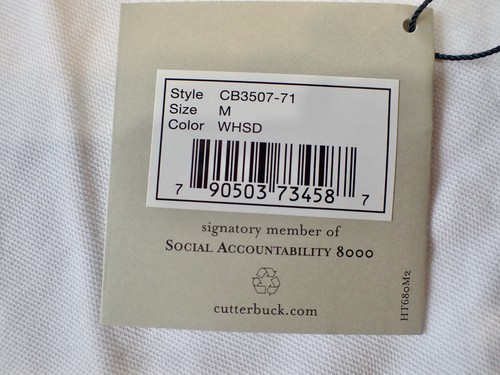 Style CB3507-71
Size M
Color WHSD
7 90503 73458 7
signatory member of
SOCIAL ACCOUNTABILITY 8000
cutterbuck.com
HT680M2